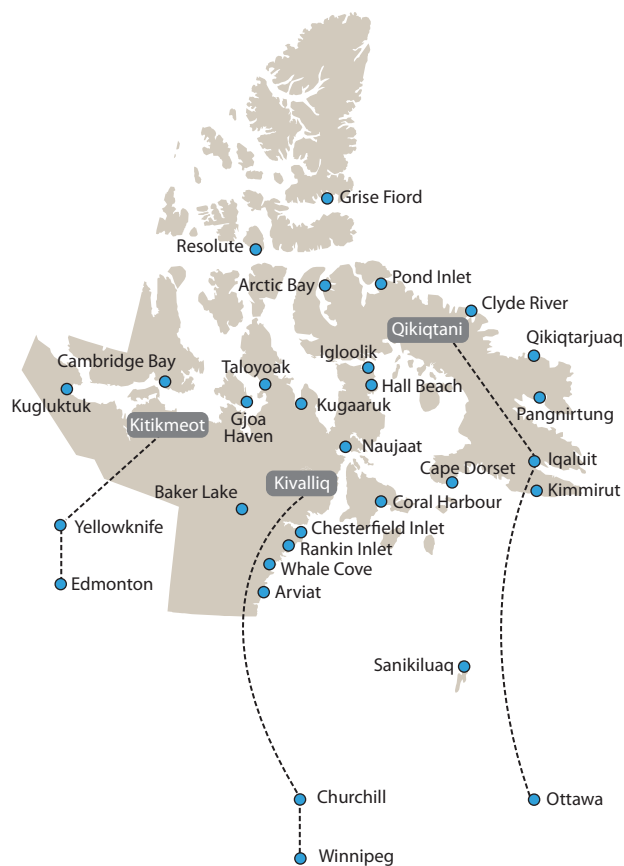 Grise Fiord
Resolute
Arctic Bay
Pond Inlet
Clyde River
Qikiqtani
Qikiqtarjuaq
Igloolik
Cambridge Bay
Taloyoak
Hall Beach
Kugluktuk
Kugaaruk
Pangnirtung
Gjoa
Haven
Kitikmeot
Naujaat
Iqaluit
Cape Dorset
Kivalliq
Kimmirut
Baker Lake
Coral Harbour
Yellowknife
Chesterfield Inlet
Rankin Inlet
Whale Cove
Edmonton
Arviat
Sanikiluaq
Churchill
Ottawa
Winnipeg